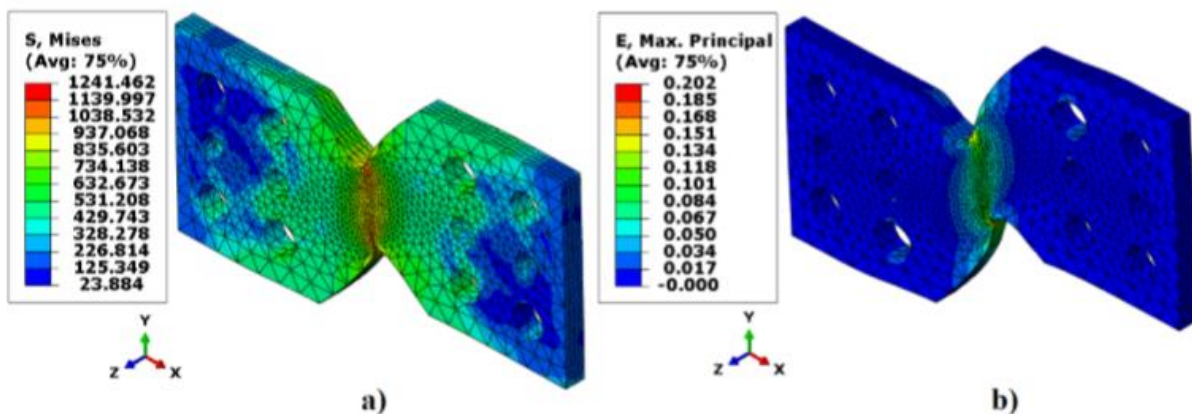 S, Mises
(Avg: 75%)
1241.462
1139.997
1038.532
937.068
835.603
734.138
632.673
531.208
429.743
328.278
226.814
125.349
23.884
Y
Z
X
a)
E, Max. Principal
(Avg: 75%)
0.202
0.185
0.168
0.151
0.134
0.118
0.101
0.084
0.067
0.050
0.034
0.017
-0.000
Y
Z
X
b)